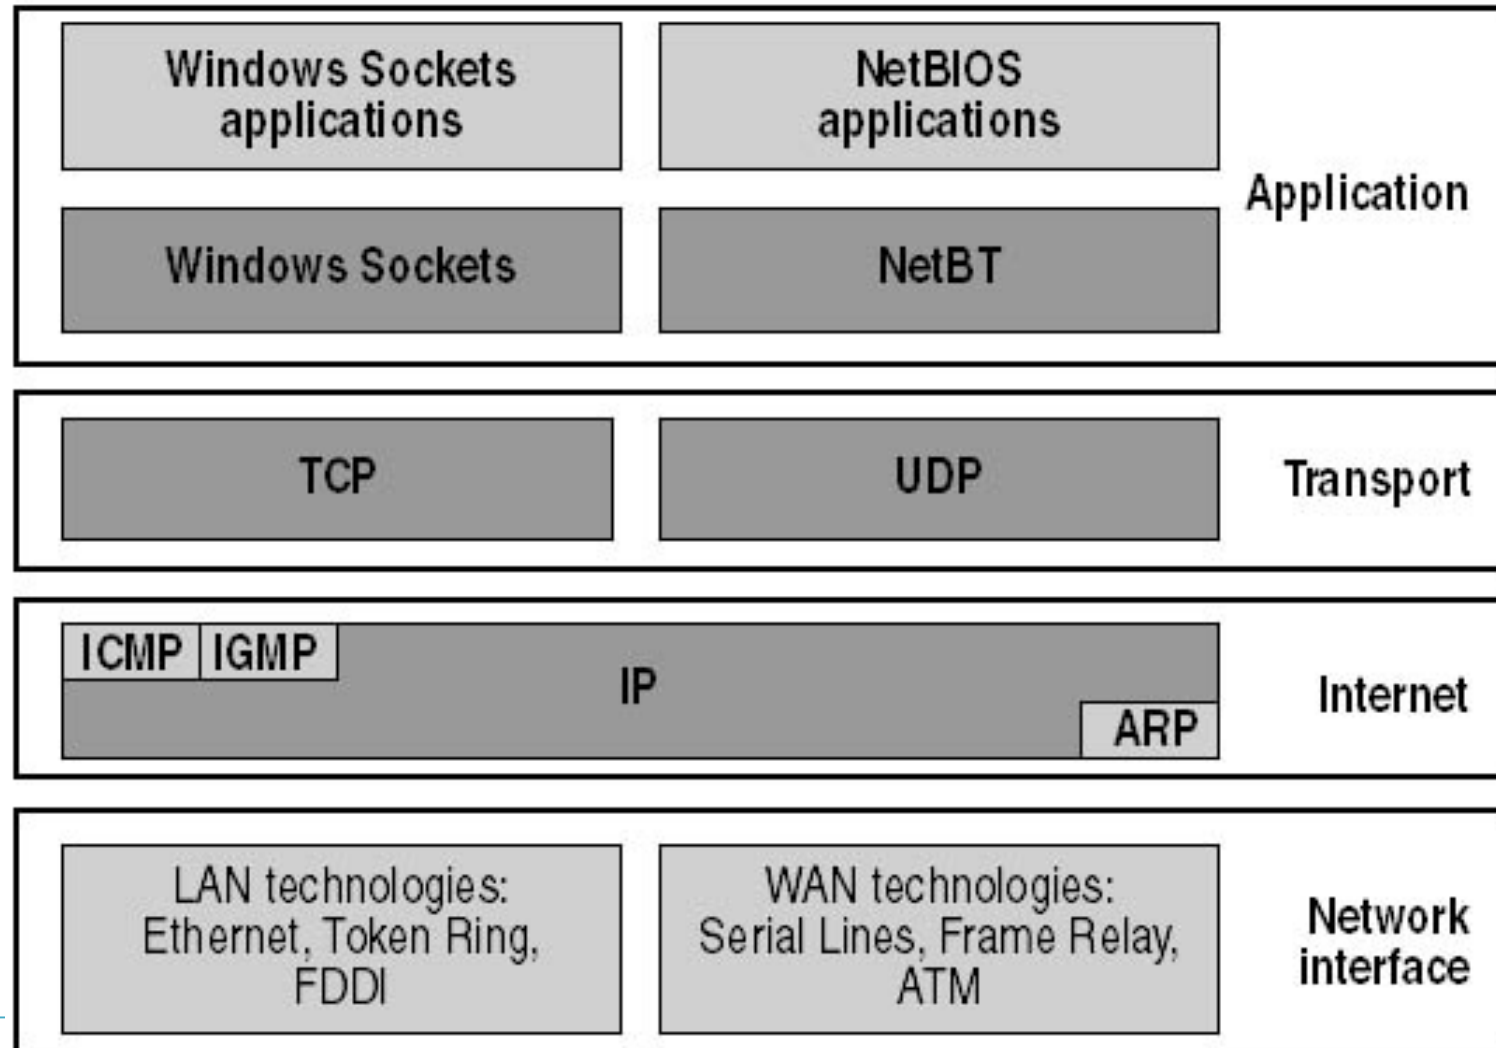 Windows Sockets
applications
NetBIOS
applications
Application
Windows Sockets
NetBT
TCP
UDP
Transport
ICMP
IGMP
IP
ARP
Internet
LAN technologies:
Ethernet, Token Ring,
FDDI
WAN technologies:
Serial Lines, Frame Relay,
ATM
Network
interface